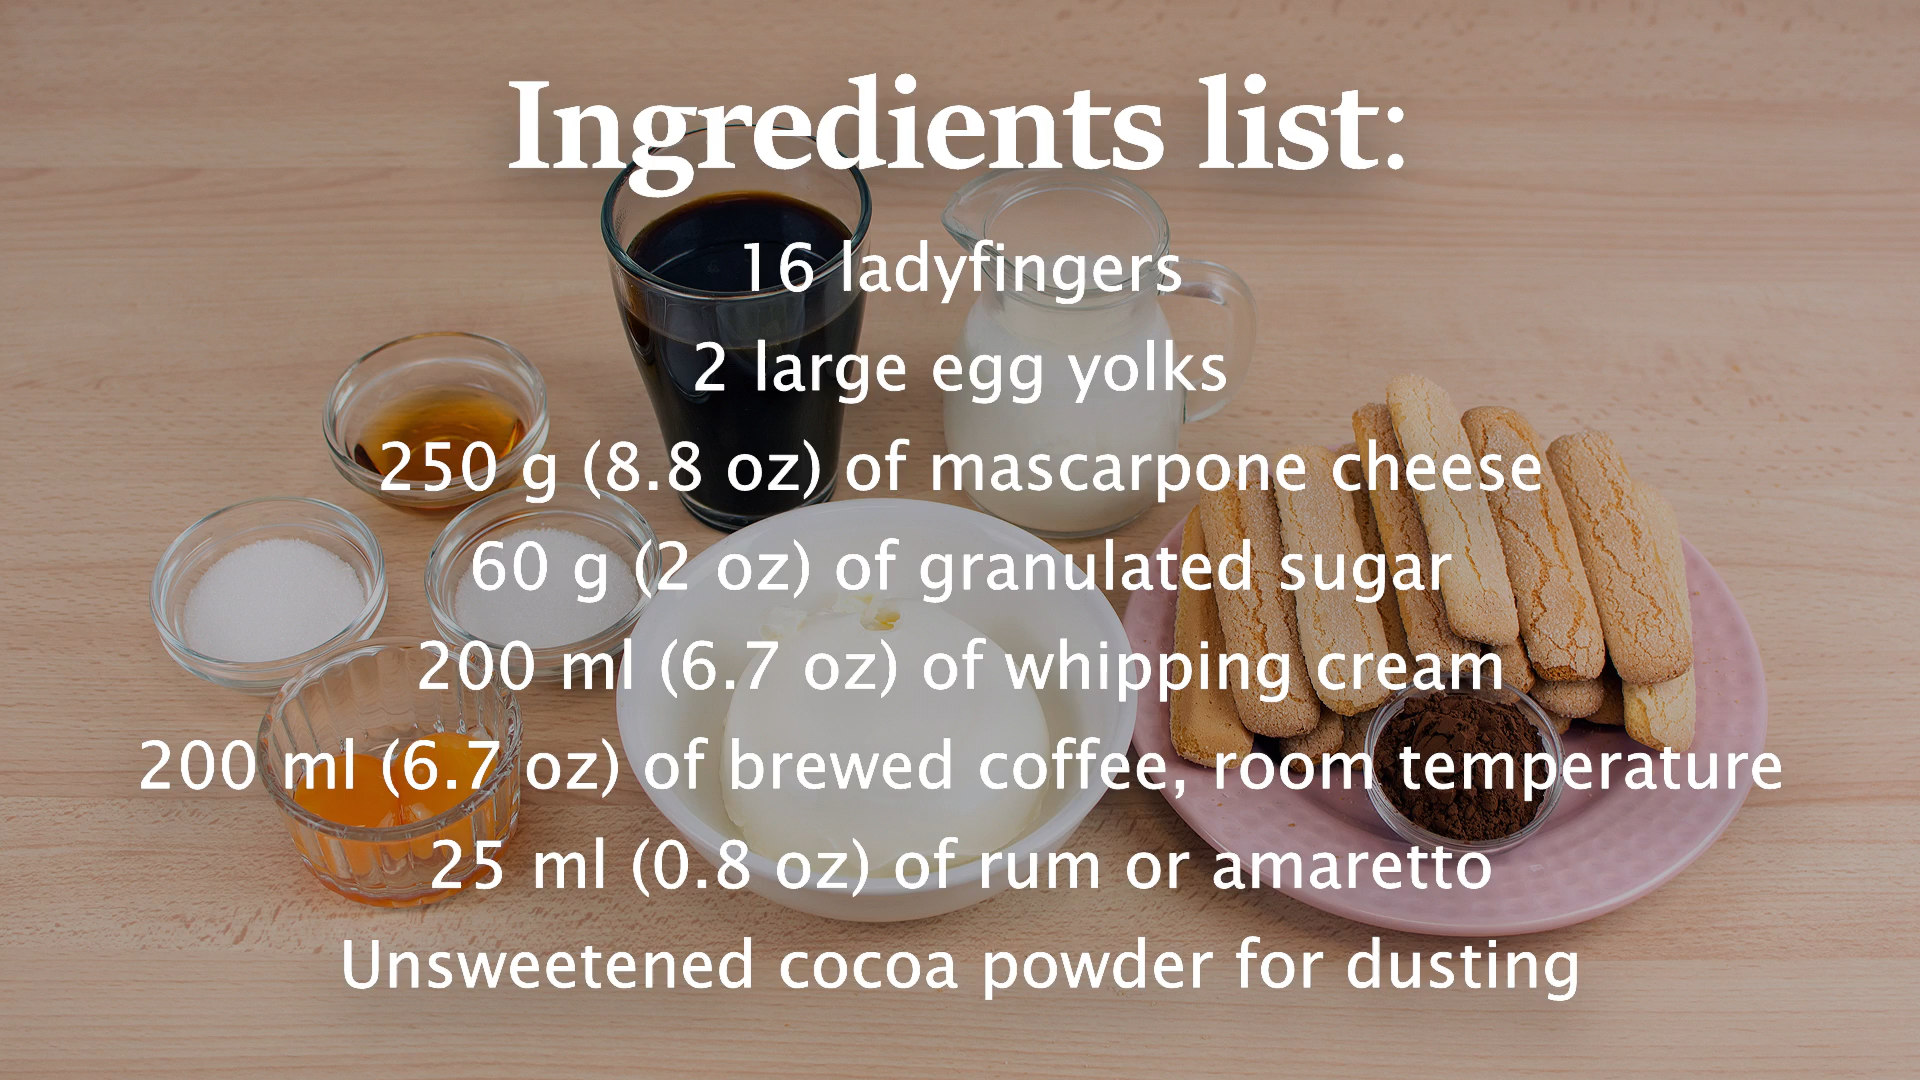 Ingredients list:
16 ladyfingers
2 large egg yolks
250 g (8.8 oz) of mascarpone cheese
60 g (2 oz) of granulated sugar
200 ml (6.7 oz) of whipping cream
200 ml (6.7 oz) of brewed coffee, room temperature
25 ml (0.8 oz) of rum or amaretto
Unsweetened cocoa powder for dusting